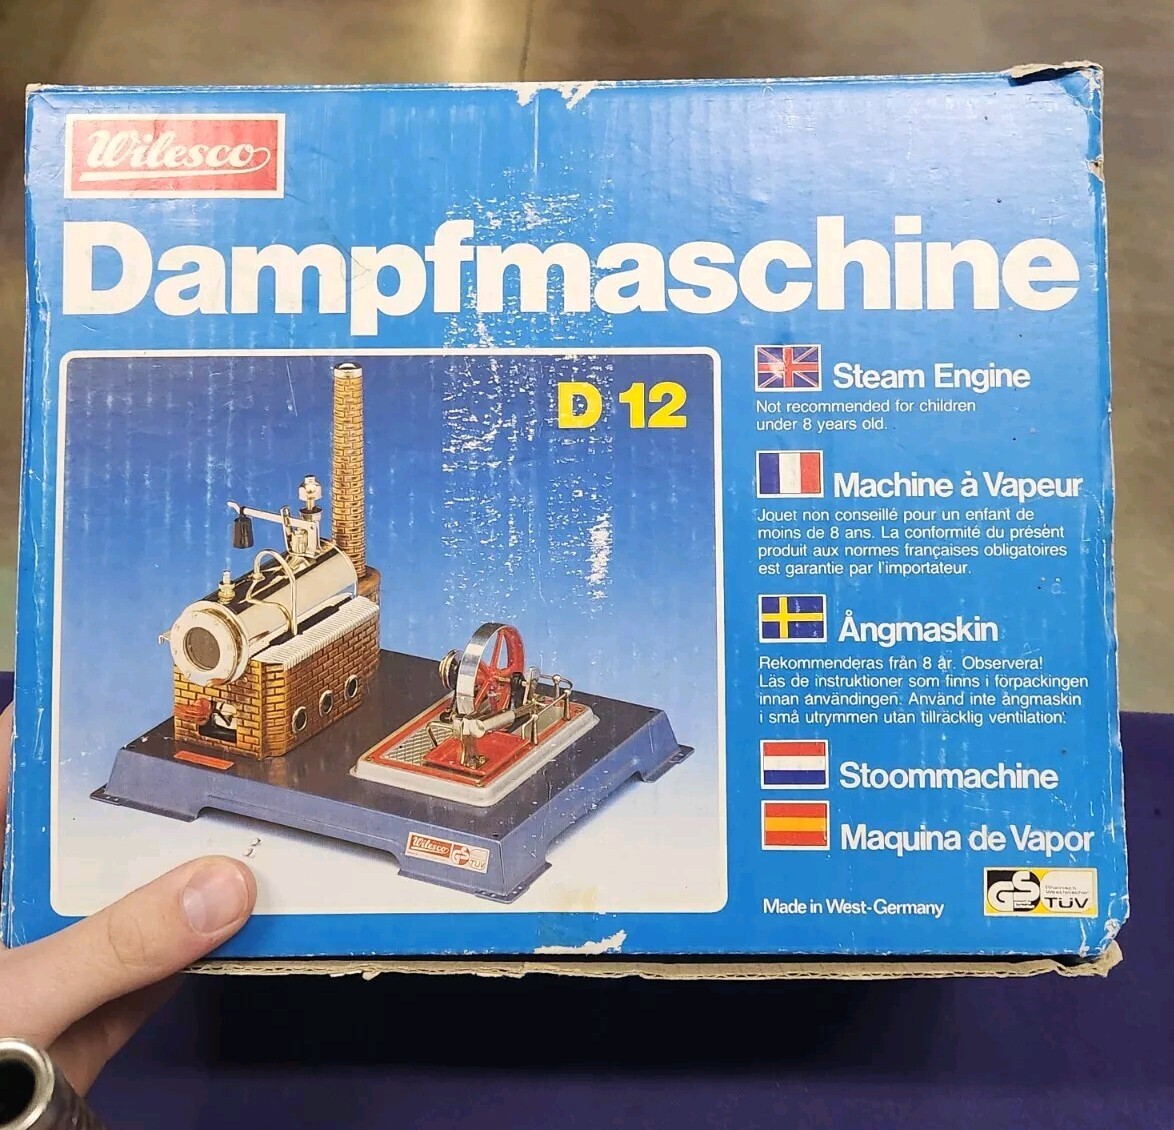 Wilesco
Dampfmaschine
D 12
Steam Engine
Not recommended for children
under 8 years old.
Machine à Vapeur
Jouet non conseillé pour un enfant de
moins de 8 ans. La conformité du présent
produit aux normes françaises obligatoires
est garantie par l'importateur.
Ångmaskin
Rekommenderas från 8 år. Observera!
Läs de instruktioner som finns i förpackingen
innan användingen. Använd inte ångmaskin
i små utrymmen utan tillräcklig ventilation.
Stoommachine
Maquina de Vapor
Wilesco GS TÜV
Made in West-Germany
GS TÜV